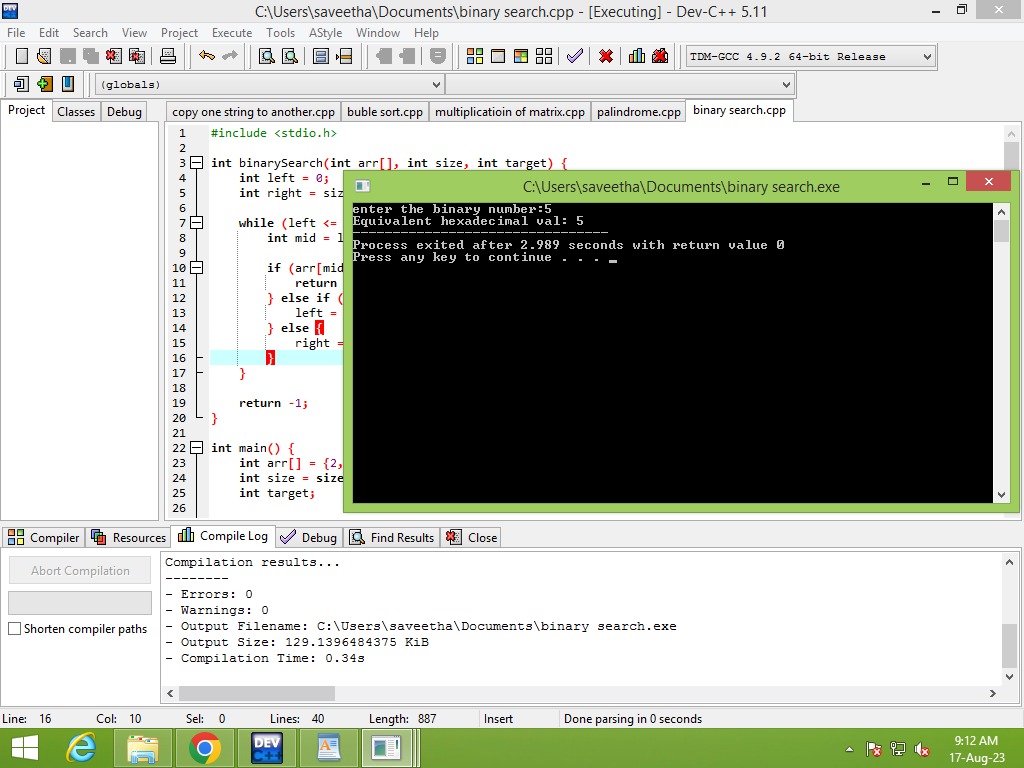 C:\Users\saveetha\Documents\binary search.cpp - [Executing] - Dev-C++ 5.11
File Edit Search View Project Execute Tools AStyle Window Help
TDM-GCC 4.9.2 64-bit Release
(globals)
Project Classes Debug
copy one string to another.cpp buble sort.cpp multiplicatioin of matrix.cpp palindrome.cpp binary search.cpp
1 #include <stdio.h>
2
3 int binarySearch(int arr[], int size, int target) {
4 int left = 0;
5 int right = siz
6
7 while (left <=
8 int mid = l
9
10 if (arr[mid
11 return
12 } else if (
13 left =
14 } else {
15 right =
16 }
17 }
18
19 return -1;
20 }
21
22 int main() {
23 int arr[] = {2,
24 int size = size
25 int target;
26
C:\Users\saveetha\Documents\binary search.exe
enter the binary number:5
Equivalent hexadecimal val: 5
--------------------------------
Process exited after 2.989 seconds with return value 0
Press any key to continue . . . _
Compiler Resources Compile Log Debug Find Results Close
Abort Compilation
Shorten compiler paths
Compilation results...
--------
- Errors: 0
- Warnings: 0
- Output Filename: C:\Users\saveetha\Documents\binary search.exe
- Output Size: 129.1396484375 KiB
- Compilation Time: 0.34s
Line: 16 Col: 10 Sel: 0 Lines: 40 Length: 887 Insert Done parsing in 0 seconds
DEV C++
9:12 AM
17-Aug-23